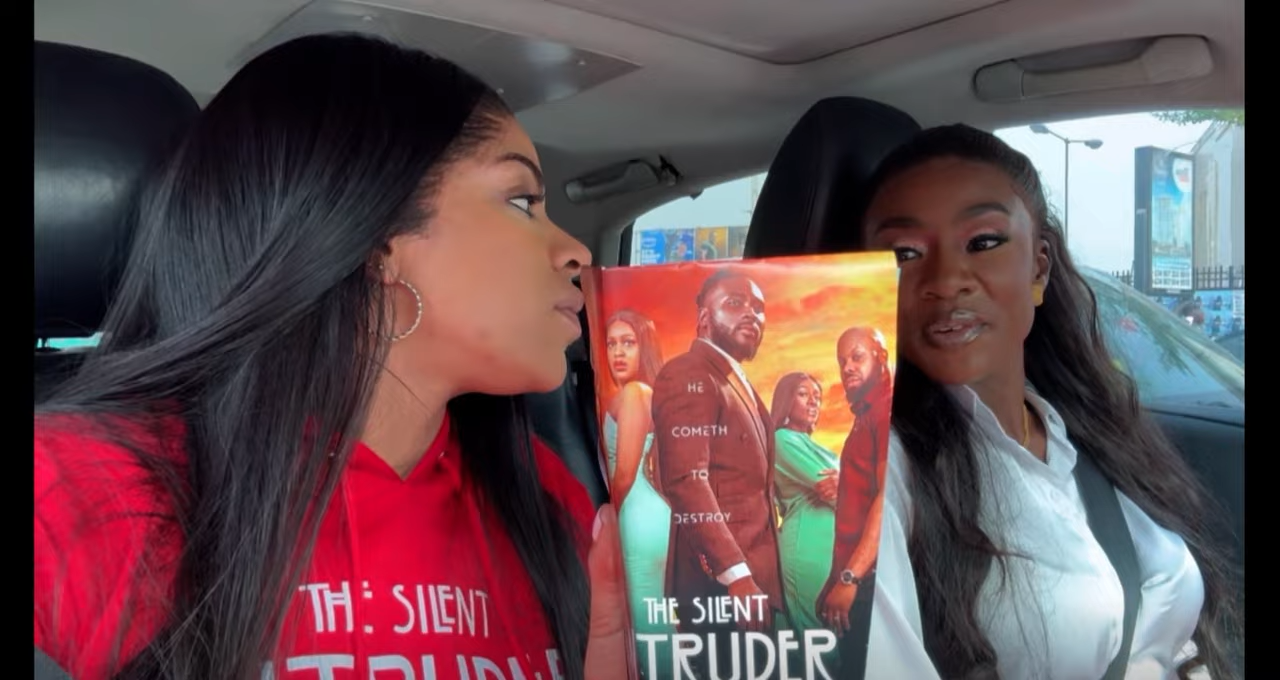 HE
COMETH
TO
DESTROY
THE SILENT
TRUDER
THE SILENT